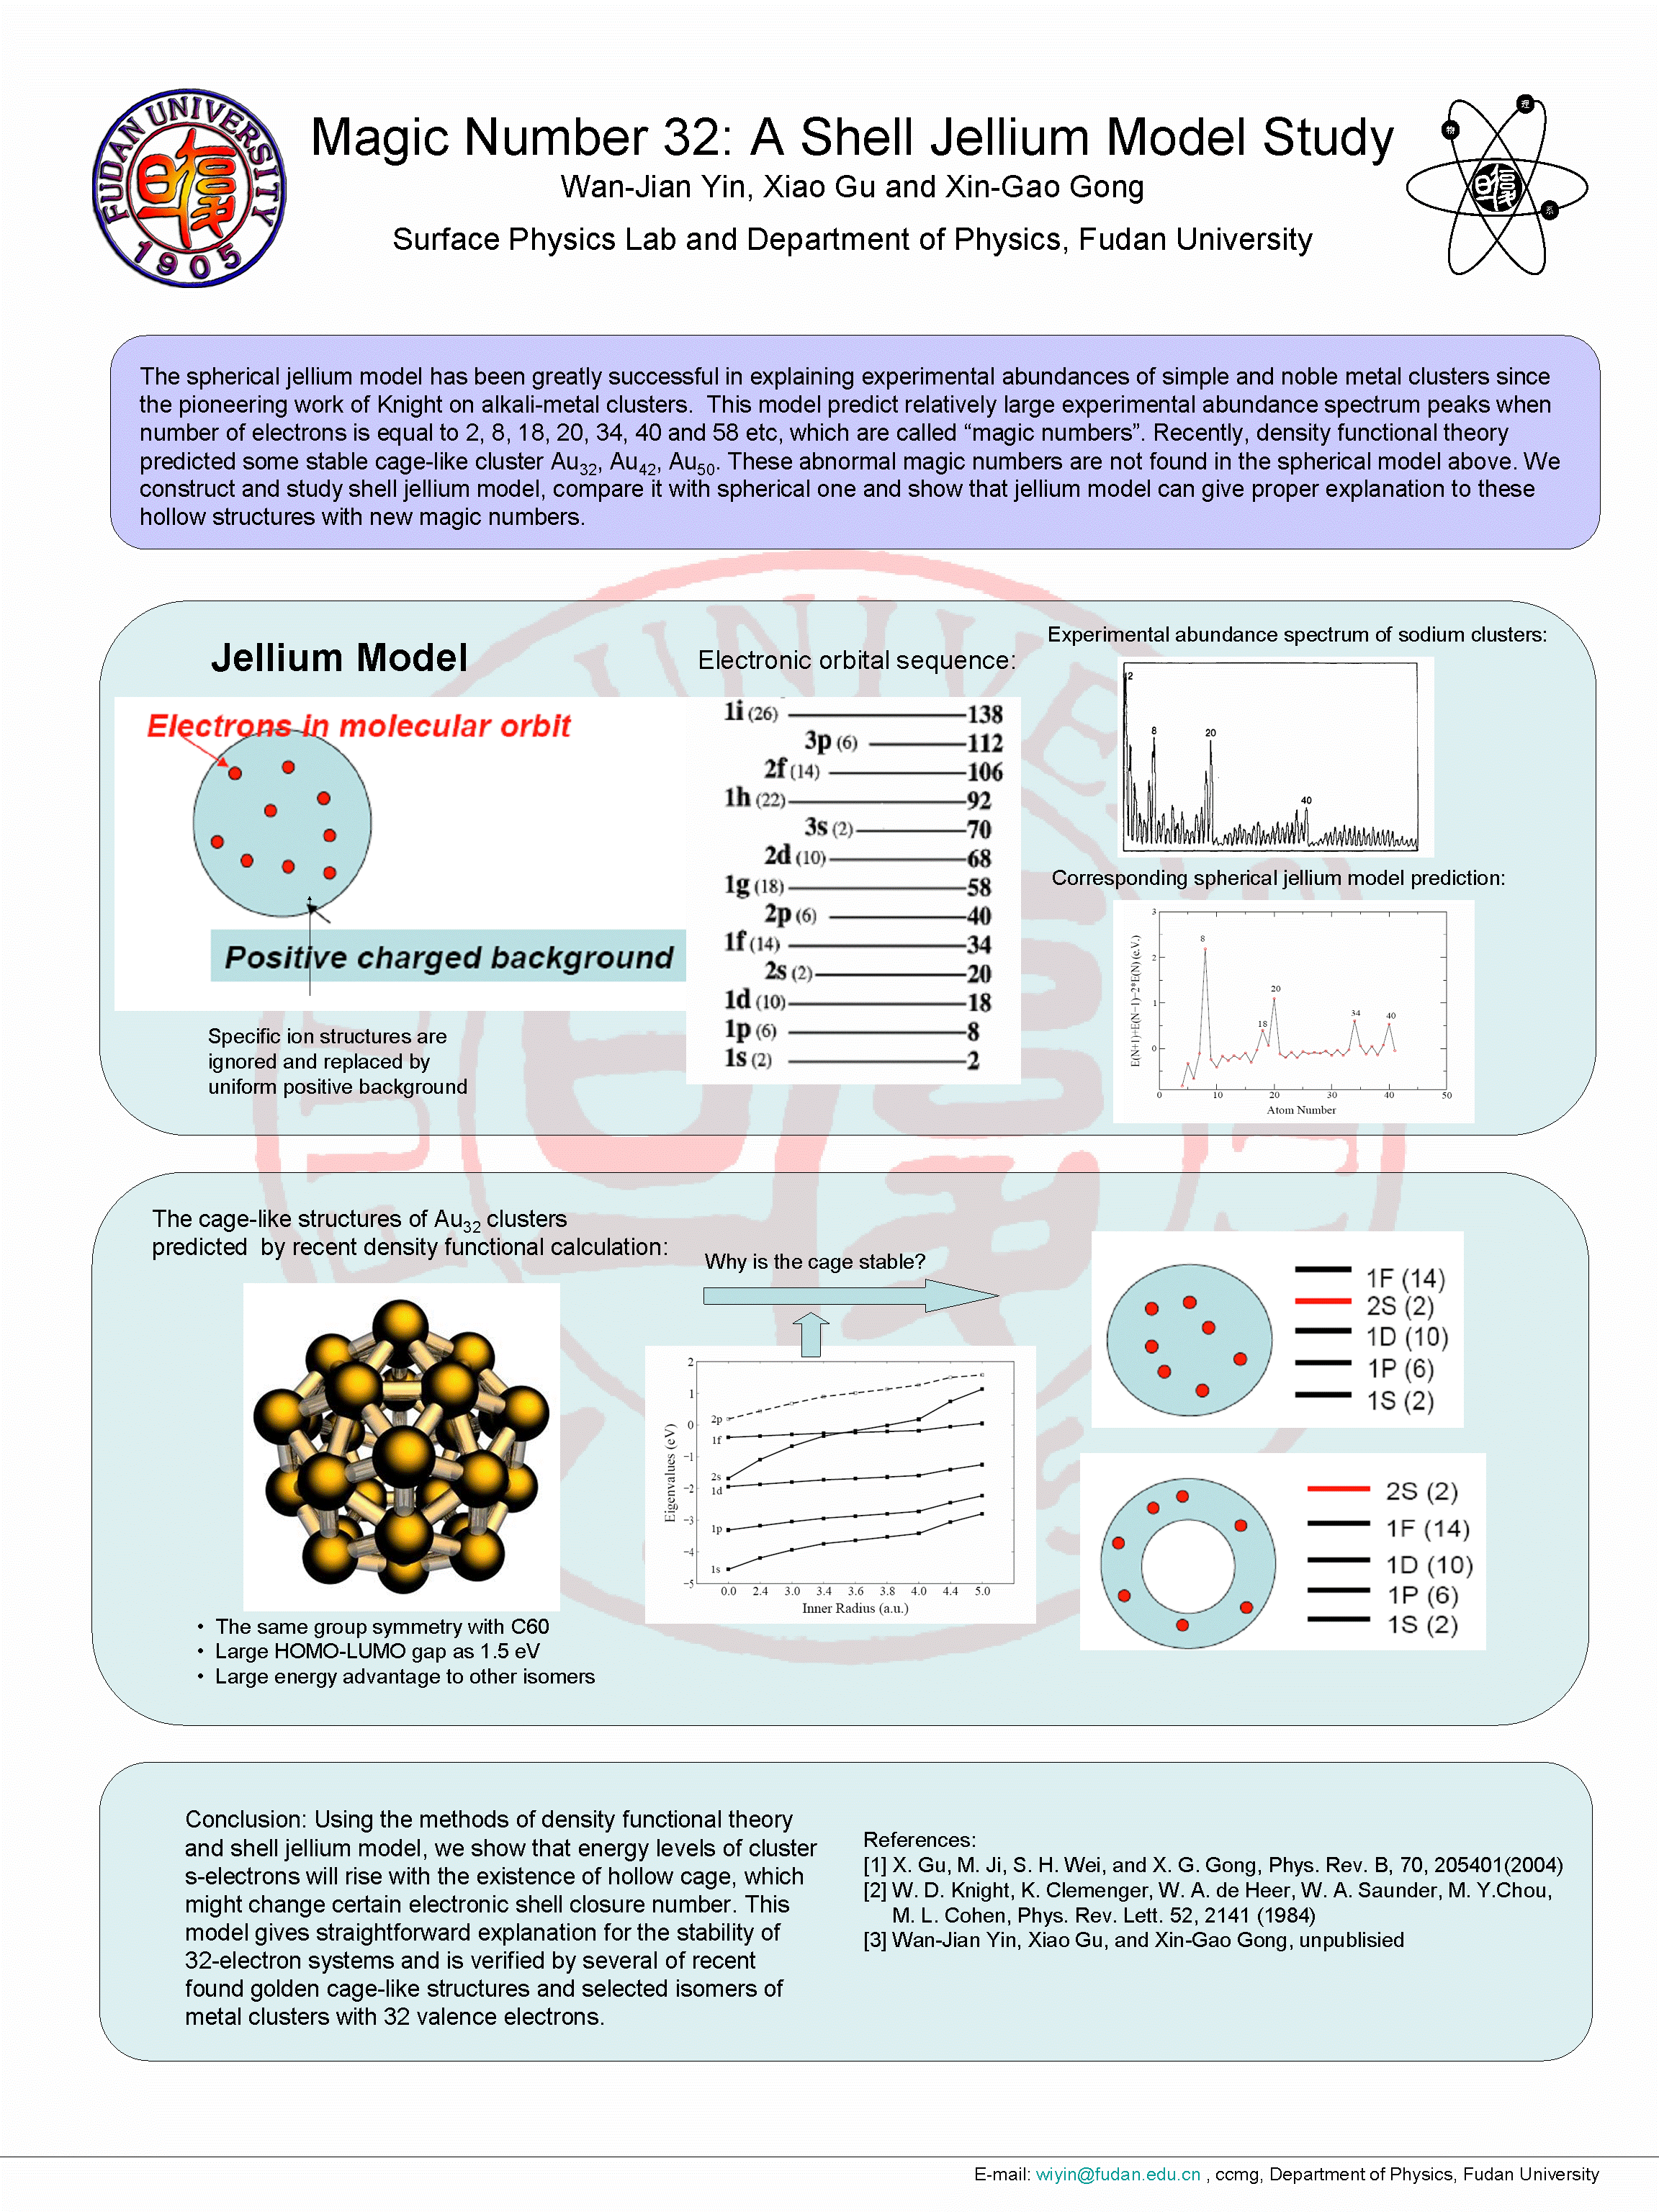 FUDAN UNIVERSITY
1905
Magic Number 32: A Shell Jellium Model Study
Wan-Jian Yin, Xiao Gu and Xin-Gao Gong
Surface Physics Lab and Department of Physics, Fudan University
物
理
系
The spherical jellium model has been greatly successful in explaining experimental abundances of simple and noble metal clusters since
the pioneering work of Knight on alkali-metal clusters. This model predict relatively large experimental abundance spectrum peaks when
number of electrons is equal to 2, 8, 18, 20, 34, 40 and 58 etc, which are called “magic numbers”. Recently, density functional theory
predicted some stable cage-like cluster Au32, Au42, Au50. These abnormal magic numbers are not found in the spherical model above. We
construct and study shell jellium model, compare it with spherical one and show that jellium model can give proper explanation to these
hollow structures with new magic numbers.
Jellium Model
Electrons in molecular orbit
Positive charged background
Specific ion structures are
ignored and replaced by
uniform positive background
Electronic orbital sequence:
1i (26) 138
3p (6) 112
2f (14) 106
1h (22) 92
3s (2) 70
2d (10) 68
1g (18) 58
2p (6) 40
1f (14) 34
2s (2) 20
1d (10) 18
1p (6) 8
1s (2) 2
Experimental abundance spectrum of sodium clusters:
2
8
20
40
Corresponding spherical jellium model prediction:
E(N+1)+E(N−1)−2*E(N) (e.V.)
3
2
1
0
8
18
20
34
40
0 10 20 30 40 50
Atom Number
The cage-like structures of Au32 clusters
predicted by recent density functional calculation:
• The same group symmetry with C60
• Large HOMO-LUMO gap as 1.5 eV
• Large energy advantage to other isomers
Why is the cage stable?
Eigenvalues (eV)
2
1
0
−1
−2
−3
−4
−5
2p
1f
2s
1d
1p
1s
0.0 2.4 3.0 3.4 3.6 3.8 4.0 4.4 5.0
Inner Radius (a.u.)
1F (14)
2S (2)
1D (10)
1P (6)
1S (2)
2S (2)
1F (14)
1D (10)
1P (6)
1S (2)
Conclusion: Using the methods of density functional theory
and shell jellium model, we show that energy levels of cluster
s-electrons will rise with the existence of hollow cage, which
might change certain electronic shell closure number. This
model gives straightforward explanation for the stability of
32-electron systems and is verified by several of recent
found golden cage-like structures and selected isomers of
metal clusters with 32 valence electrons.
References:
[1] X. Gu, M. Ji, S. H. Wei, and X. G. Gong, Phys. Rev. B, 70, 205401(2004)
[2] W. D. Knight, K. Clemenger, W. A. de Heer, W. A. Saunder, M. Y.Chou,
M. L. Cohen, Phys. Rev. Lett. 52, 2141 (1984)
[3] Wan-Jian Yin, Xiao Gu, and Xin-Gao Gong, unpublisied
E-mail: wiyin@fudan.edu.cn , ccmg, Department of Physics, Fudan University